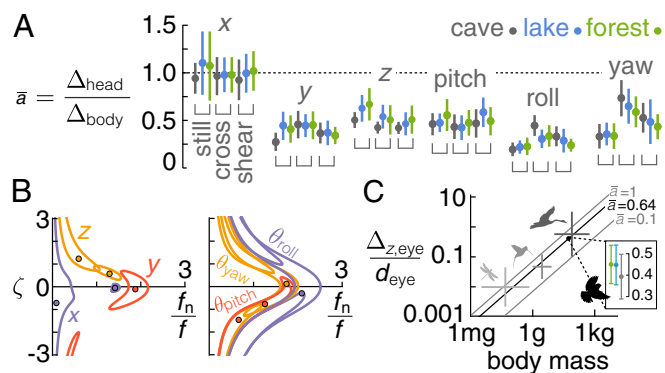 A
x
cave • lake • forest •
1.5
1.0
0.5
0
ā = Δhead / Δbody
still
cross
shear
y
z
pitch
roll
yaw
B
3
ζ
0
-3
z
y
x
3
fn / f
θroll
θyaw
θpitch
3
fn / f
C
10
0.1
0.001
Δz,eye / deye
ā=1
ā=0.64
ā=0.1
0.5
0.4
0.3
1mg
1g
1kg
body mass